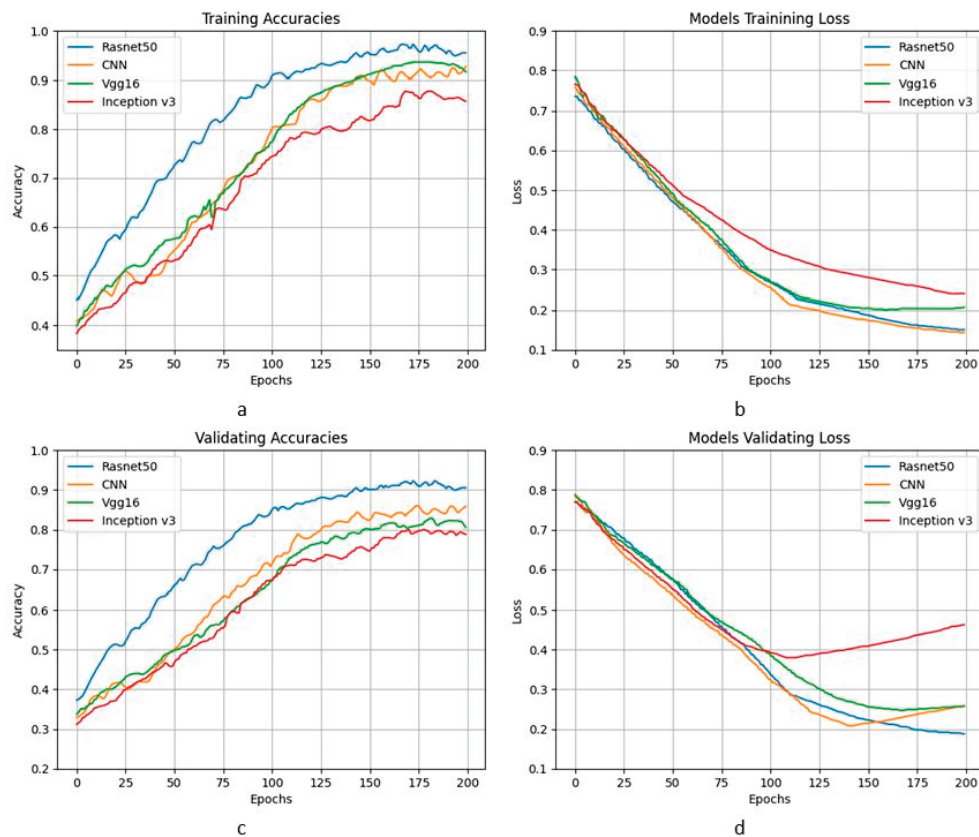 Training Accuracies
Rasnet50
CNN
Vgg16
Inception v3
1.0
0.9
0.8
0.7
0.6
0.5
0.4
Accuracy
0 25 50 75 100 125 150 175 200
Epochs
a
Models Trainining Loss
Rasnet50
CNN
Vgg16
Inception v3
0.9
0.8
0.7
0.6
0.5
0.4
0.3
0.2
0.1
Loss
0 25 50 75 100 125 150 175 200
Epochs
b
Validating Accuracies
Rasnet50
CNN
Vgg16
Inception v3
1.0
0.9
0.8
0.7
0.6
0.5
0.4
0.3
0.2
Accuracy
0 25 50 75 100 125 150 175 200
Epochs
c
Models Validating Loss
Rasnet50
CNN
Vgg16
Inception v3
0.9
0.8
0.7
0.6
0.5
0.4
0.3
0.2
0.1
Loss
0 25 50 75 100 125 150 175 200
Epochs
d